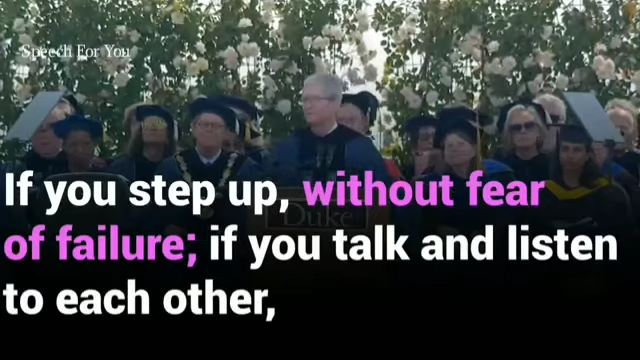 Speech For You
If you step up, without fear
of failure; if you talk and listen
Duke
to each other,